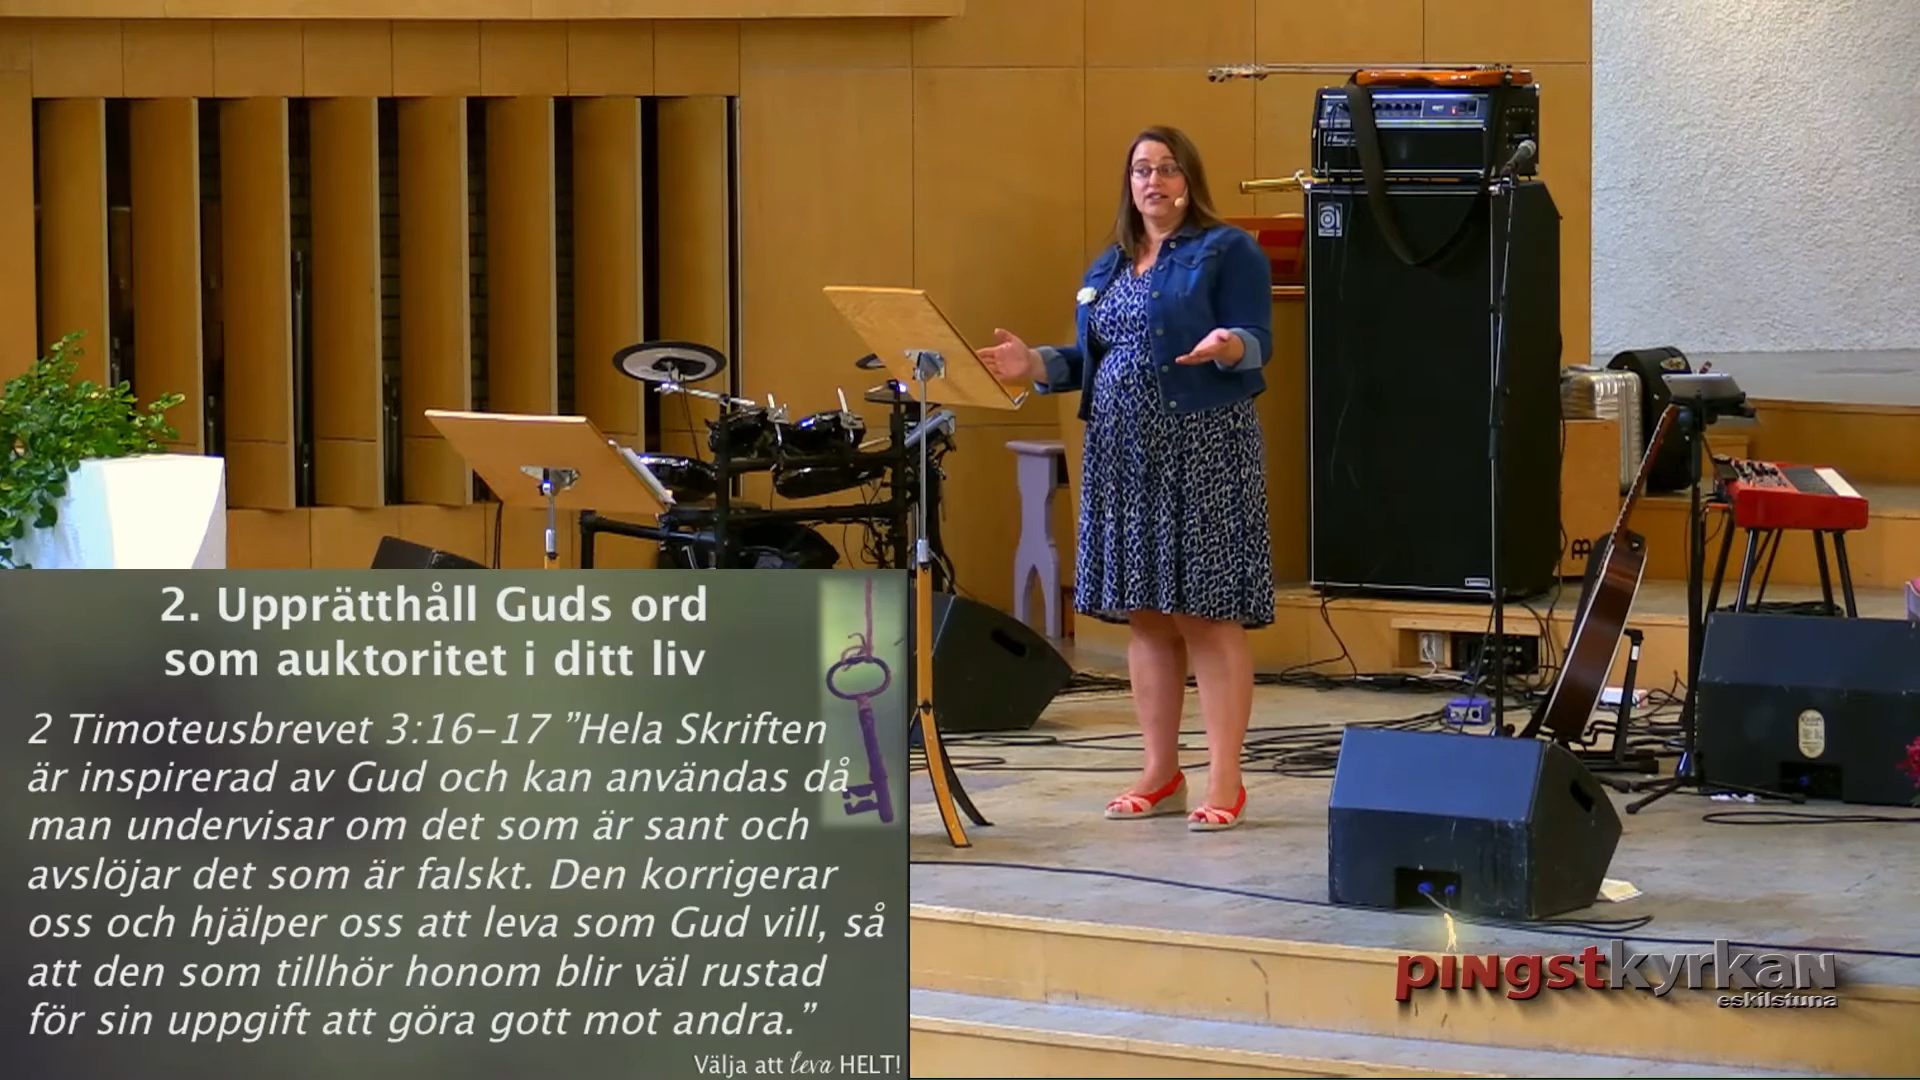 2. Upprätthåll Guds ord
som auktoritet i ditt liv
2 Timoteusbrevet 3:16-17 ”Hela Skriften
är inspirerad av Gud och kan användas då
man undervisar om det som är sant och
avslöjar det som är falskt. Den korrigerar
oss och hjälper oss att leva som Gud vill, så
att den som tillhör honom blir väl rustad
för sin uppgift att göra gott mot andra.”
Välja att leva HELT!
pINgstkyrkaN
eskilstuna